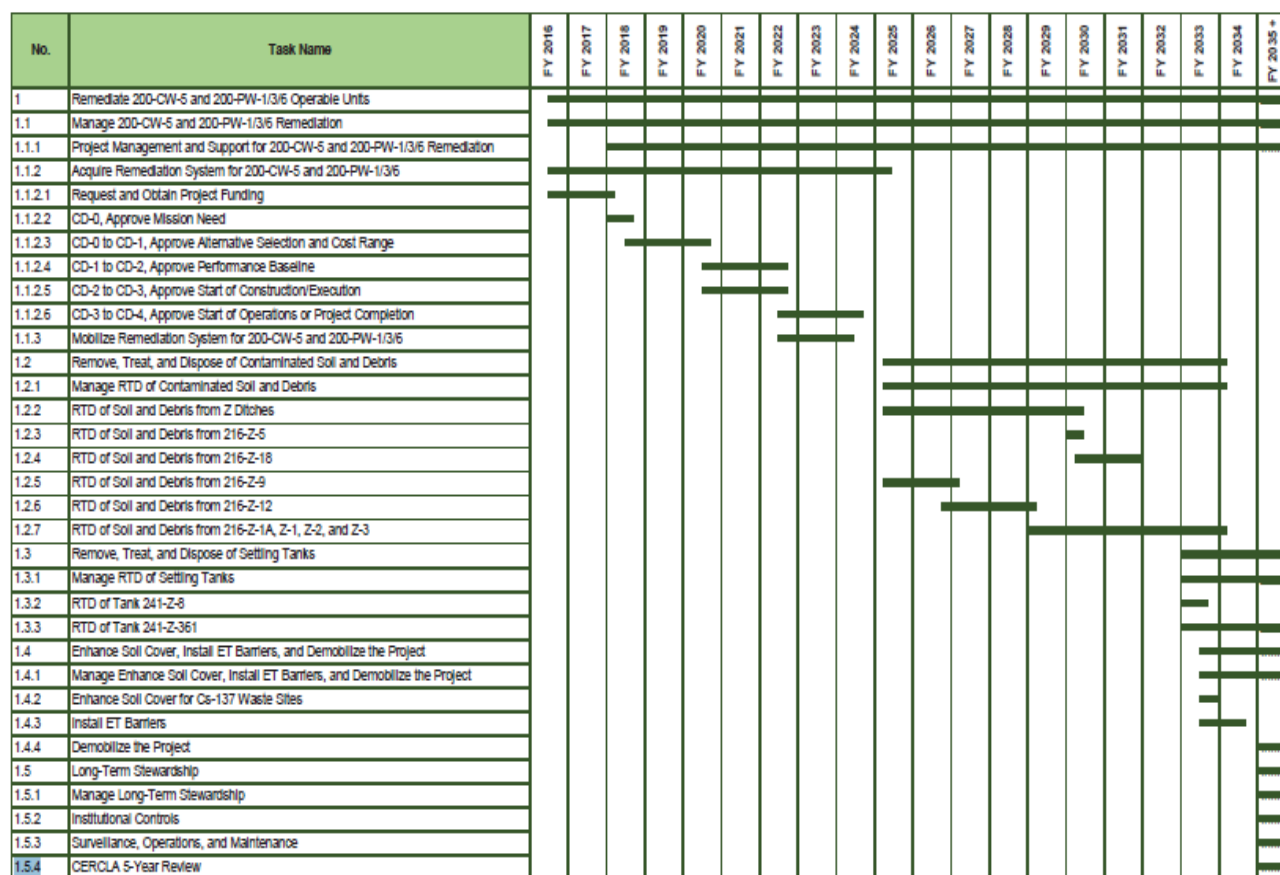 No. Task Name FY 2016 FY 2017 FY 2018 FY 2019 FY 2020 FY 2021 FY 2022 FY 2023 FY 2024 FY 2025 FY 2026 FY 2027 FY 2028 FY 2029 FY 2030 FY 2031 FY 2032 FY 2033 FY 2034 FY 2035 +
1 Remediate 200-CW-5 and 200-PW-1/3/6 Operable Units
1.1 Manage 200-CW-5 and 200-PW-1/3/6 Remediation
1.1.1 Project Management and Support for 200-CW-5 and 200-PW-1/3/6 Remediation
1.1.2 Acquire Remediation System for 200-CW-5 and 200-PW-1/3/6
1.1.2.1 Request and Obtain Project Funding
1.1.2.2 CD-0, Approve Mission Need
1.1.2.3 CD-0 to CD-1, Approve Alternative Selection and Cost Range
1.1.2.4 CD-1 to CD-2, Approve Performance Baseline
1.1.2.5 CD-2 to CD-3, Approve Start of Construction/Execution
1.1.2.6 CD-3 to CD-4, Approve Start of Operations or Project Completion
1.1.3 Mobilize Remediation System for 200-CW-5 and 200-PW-1/3/6
1.2 Remove, Treat, and Dispose of Contaminated Soil and Debris
1.2.1 Manage RTD of Contaminated Soil and Debris
1.2.2 RTD of Soil and Debris from Z Ditches
1.2.3 RTD of Soil and Debris from 216-Z-5
1.2.4 RTD of Soil and Debris from 216-Z-18
1.2.5 RTD of Soil and Debris from 216-Z-9
1.2.6 RTD of Soil and Debris from 216-Z-12
1.2.7 RTD of Soil and Debris from 216-Z-1A, Z-1, Z-2, and Z-3
1.3 Remove, Treat, and Dispose of Settling Tanks
1.3.1 Manage RTD of Settling Tanks
1.3.2 RTD of Tank 241-Z-8
1.3.3 RTD of Tank 241-Z-361
1.4 Enhance Soil Cover, Install ET Barriers, and Demobilize the Project
1.4.1 Manage Enhance Soil Cover, Install ET Barriers, and Demobilize the Project
1.4.2 Enhance Soil Cover for Cs-137 Waste Sites
1.4.3 Install ET Barriers
1.4.4 Demobilize the Project
1.5 Long-Term Stewardship
1.5.1 Manage Long-Term Stewardship
1.5.2 Institutional Controls
1.5.3 Surveillance, Operations, and Maintenance
1.5.4 CERCLA 5-Year Review